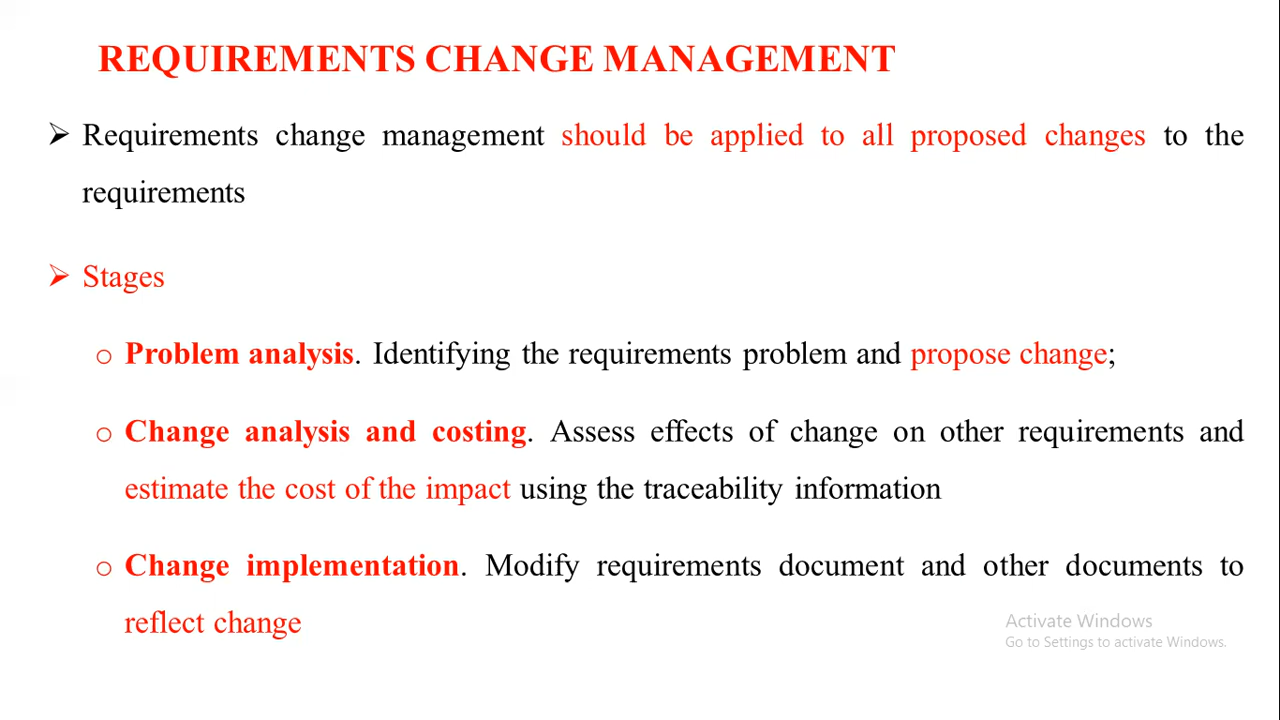 REQUIREMENTS CHANGE MANAGEMENT
➢ Requirements change management should be applied to all proposed changes to the
requirements
➢ Stages
o Problem analysis. Identifying the requirements problem and propose change;
o Change analysis and costing. Assess effects of change on other requirements and
estimate the cost of the impact using the traceability information
o Change implementation. Modify requirements document and other documents to
reflect change
Activate Windows
Go to Settings to activate Windows.